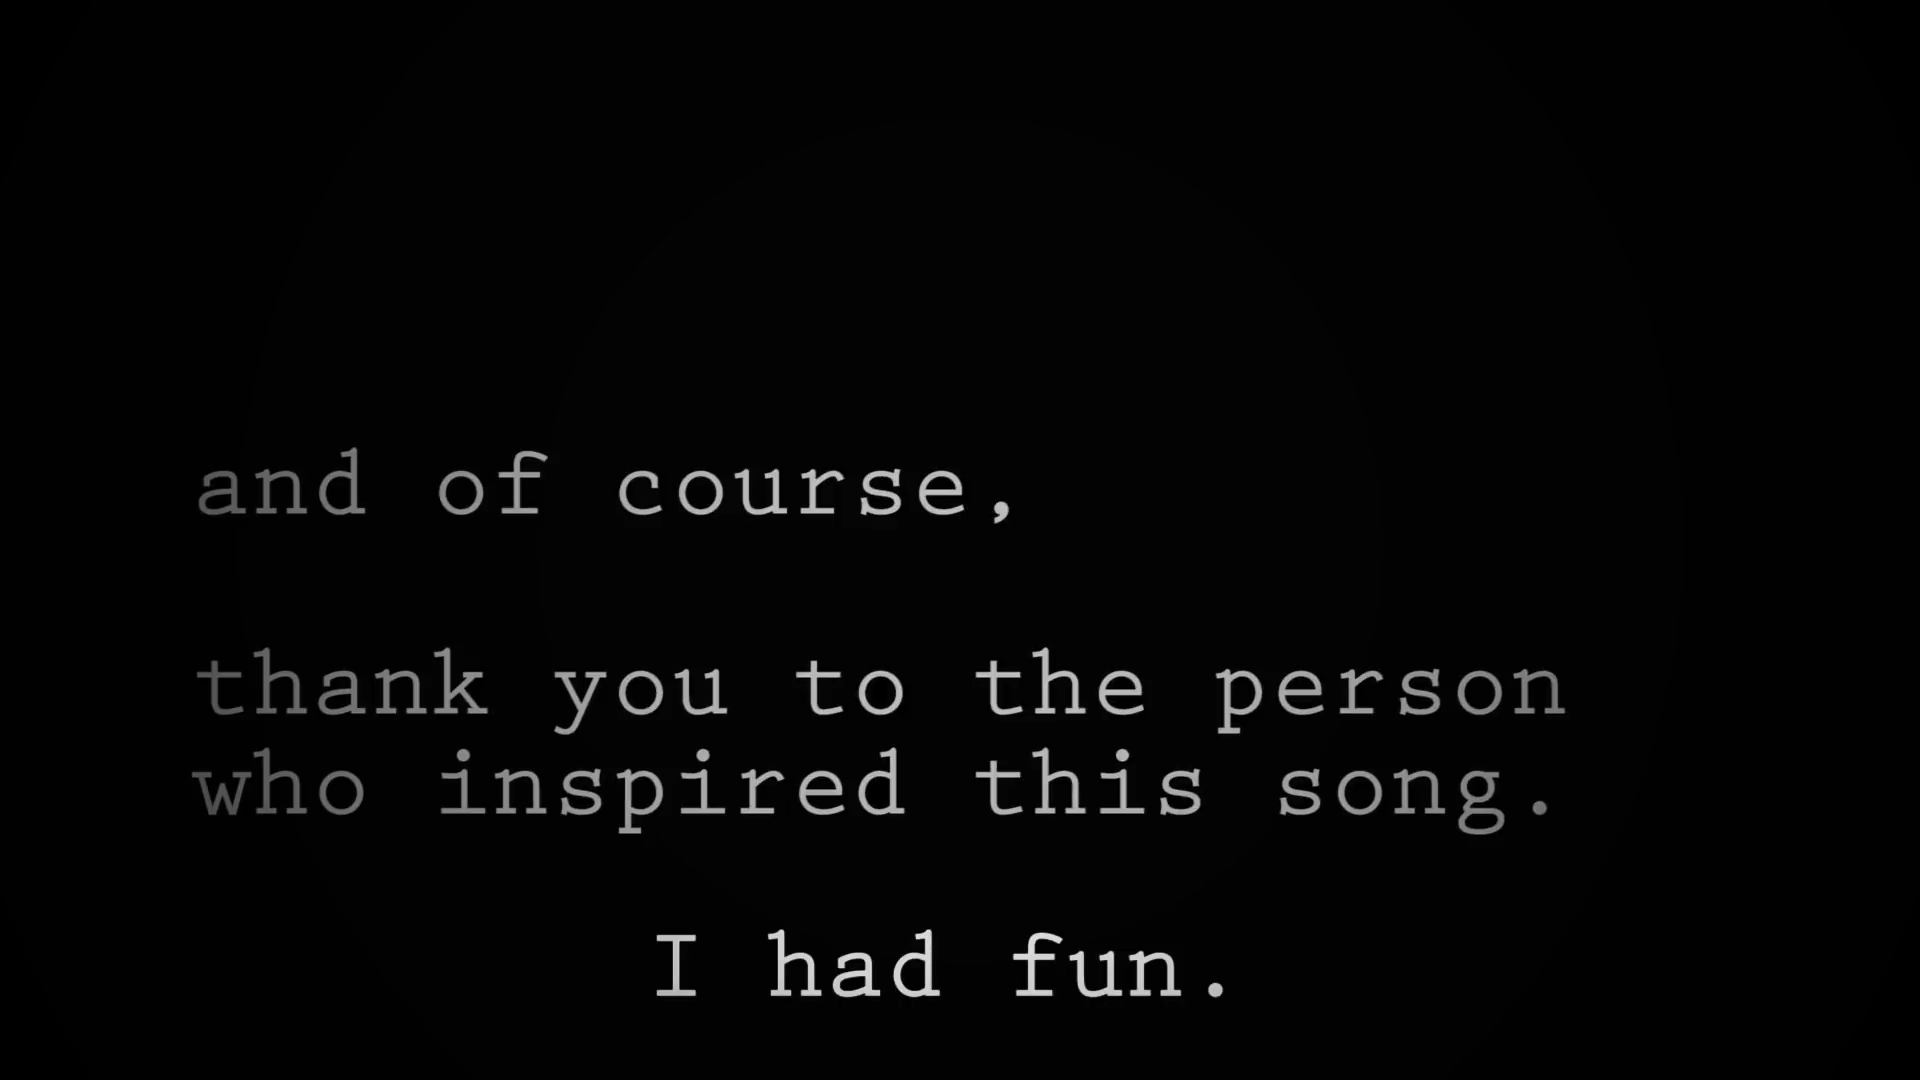 and of course,
thank you to the person
who inspired this song.
I had fun.